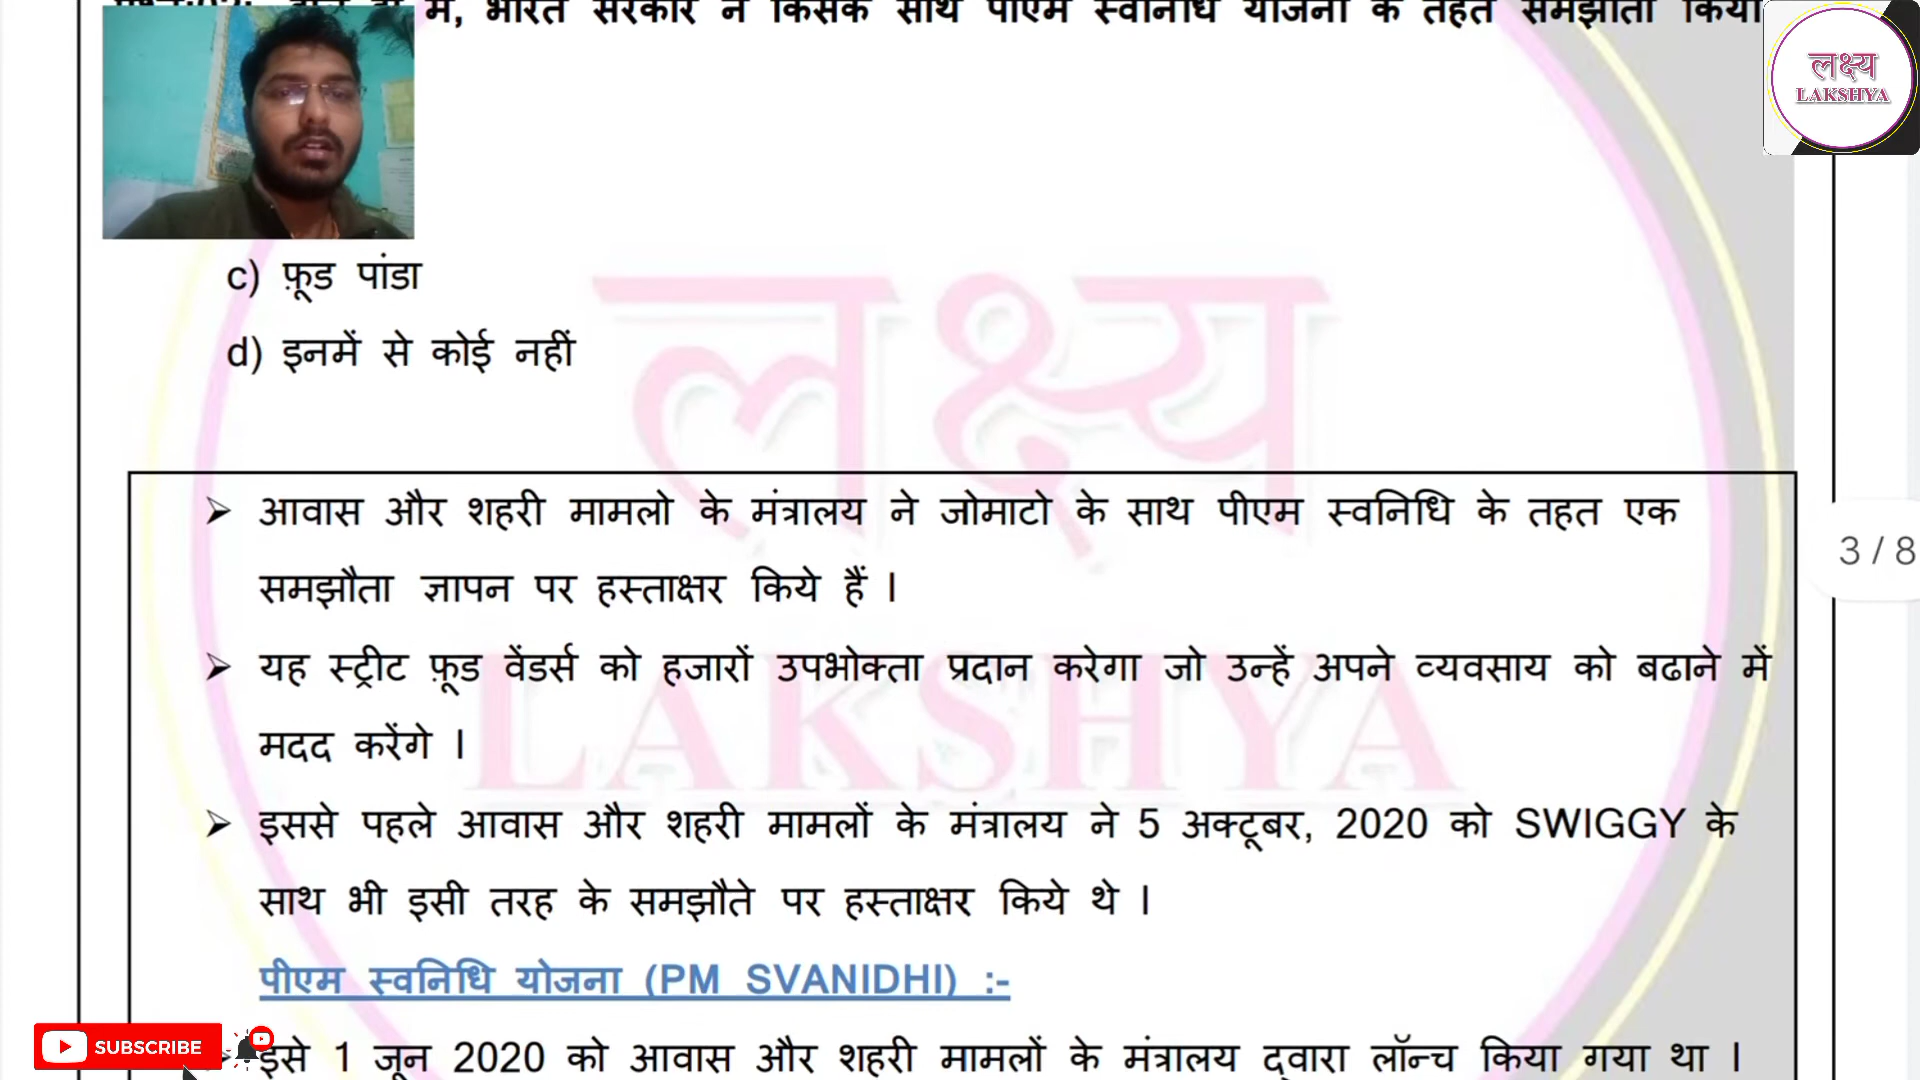 में, भारत सरकार ने किसके साथ पीएम स्वनिधि योजना के तहत समझौता किया
लक्ष्य
LAKSHYA
c) फ़ूड पांडा
d) इनमें से कोई नहीं
लक्ष्य
➢ आवास और शहरी मामलो के मंत्रालय ने जोमाटो के साथ पीएम स्वनिधि के तहत एक
समझौता ज्ञापन पर हस्ताक्षर किये हैं ।
3 / 8
➢ यह स्ट्रीट फ़ूड वेंडर्स को हजारों उपभोक्ता प्रदान करेगा जो उन्हें अपने व्यवसाय को बढाने में
मदद करेंगे ।
LAKSHYA
➢ इससे पहले आवास और शहरी मामलों के मंत्रालय ने 5 अक्टूबर, 2020 को SWIGGY के
साथ भी इसी तरह के समझौते पर हस्ताक्षर किये थे ।
पीएम स्वनिधि योजना (PM SVANIDHI) :-
इसे 1 जून 2020 को आवास और शहरी मामलों के मंत्रालय द्वारा लॉन्च किया गया था ।
SUBSCRIBE